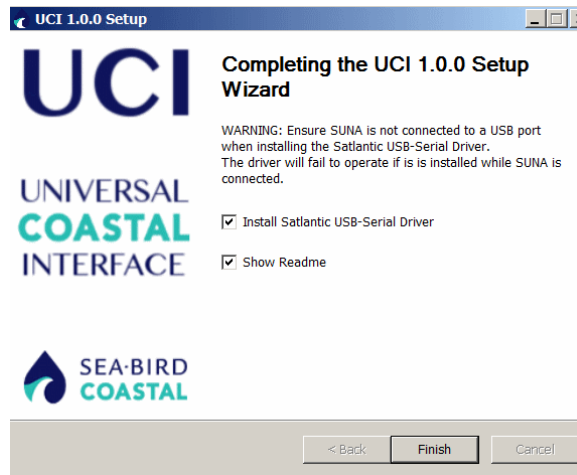 UCI 1.0.0 Setup
UCI
UNIVERSAL
COASTAL
INTERFACE
SEA·BIRD
COASTAL
Completing the UCI 1.0.0 Setup
Wizard
WARNING: Ensure SUNA is not connected to a USB port
when installing the Satlantic USB-Serial Driver.
The driver will fail to operate if is is installed while SUNA is
connected.
Install Satlantic USB-Serial Driver
Show Readme
< Back
Finish
Cancel